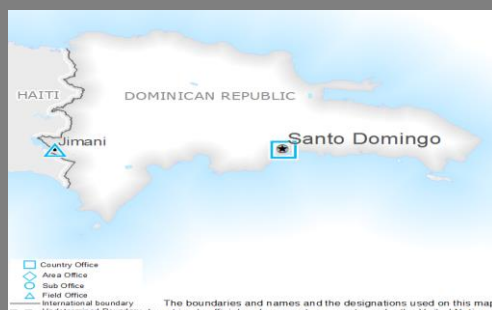 HAITI
DOMINICAN REPUBLIC
Jimani
Santo Domingo
Country Office
Area Office
Sub Office
Field Office
International boundary
The boundaries and names and the designations used on this map